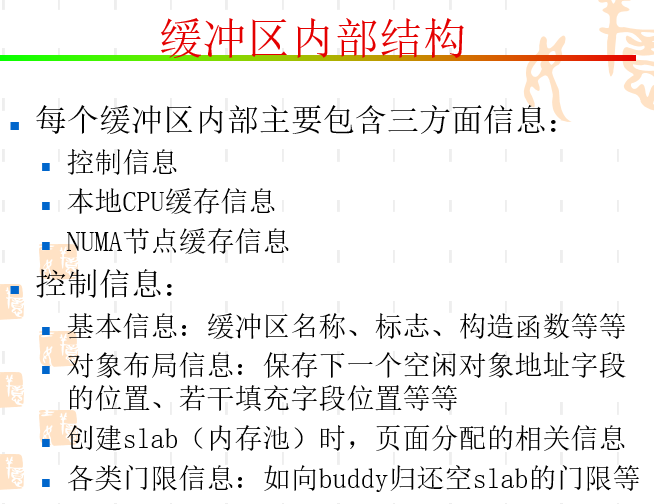 缓冲区内部结构
每个缓冲区内部主要包含三方面信息：
控制信息
本地CPU缓存信息
NUMA节点缓存信息
控制信息：
基本信息：缓冲区名称、标志、构造函数等等
对象布局信息：保存下一个空闲对象地址字段
的位置、若干填充字段位置等等
创建slab（内存池）时，页面分配的相关信息
各类门限信息：如向buddy归还空slab的门限等